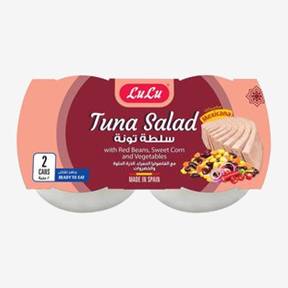 LuLu
Tuna Salad
سلطة تونة
with Red Beans, Sweet Corn
and Vegetables
مع الفاصوليا الحمراء، الذرة الحلوة
والخضروات
MADE IN SPAIN
Mexicana
2
CANS
READY TO EAT